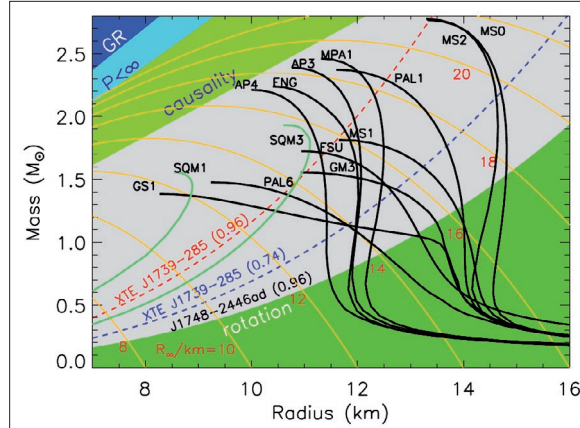 GR
P<∞
causality
rotation
MPA1
AP3
AP4
ENG
PAL1
MS2
MS0
SQM1
SQM3
FSU
MS1
GM3
GS1
PAL6
XTE J1739-285 (0.96)
XTE J1739-285 (0.74)
J1748-2446ad (0.96)
8
R∞/km=10
12
14
16
18
20
Mass (M⊙)
2.5
2.0
1.5
1.0
0.5
0.0
8
10
12
14
16
Radius (km)